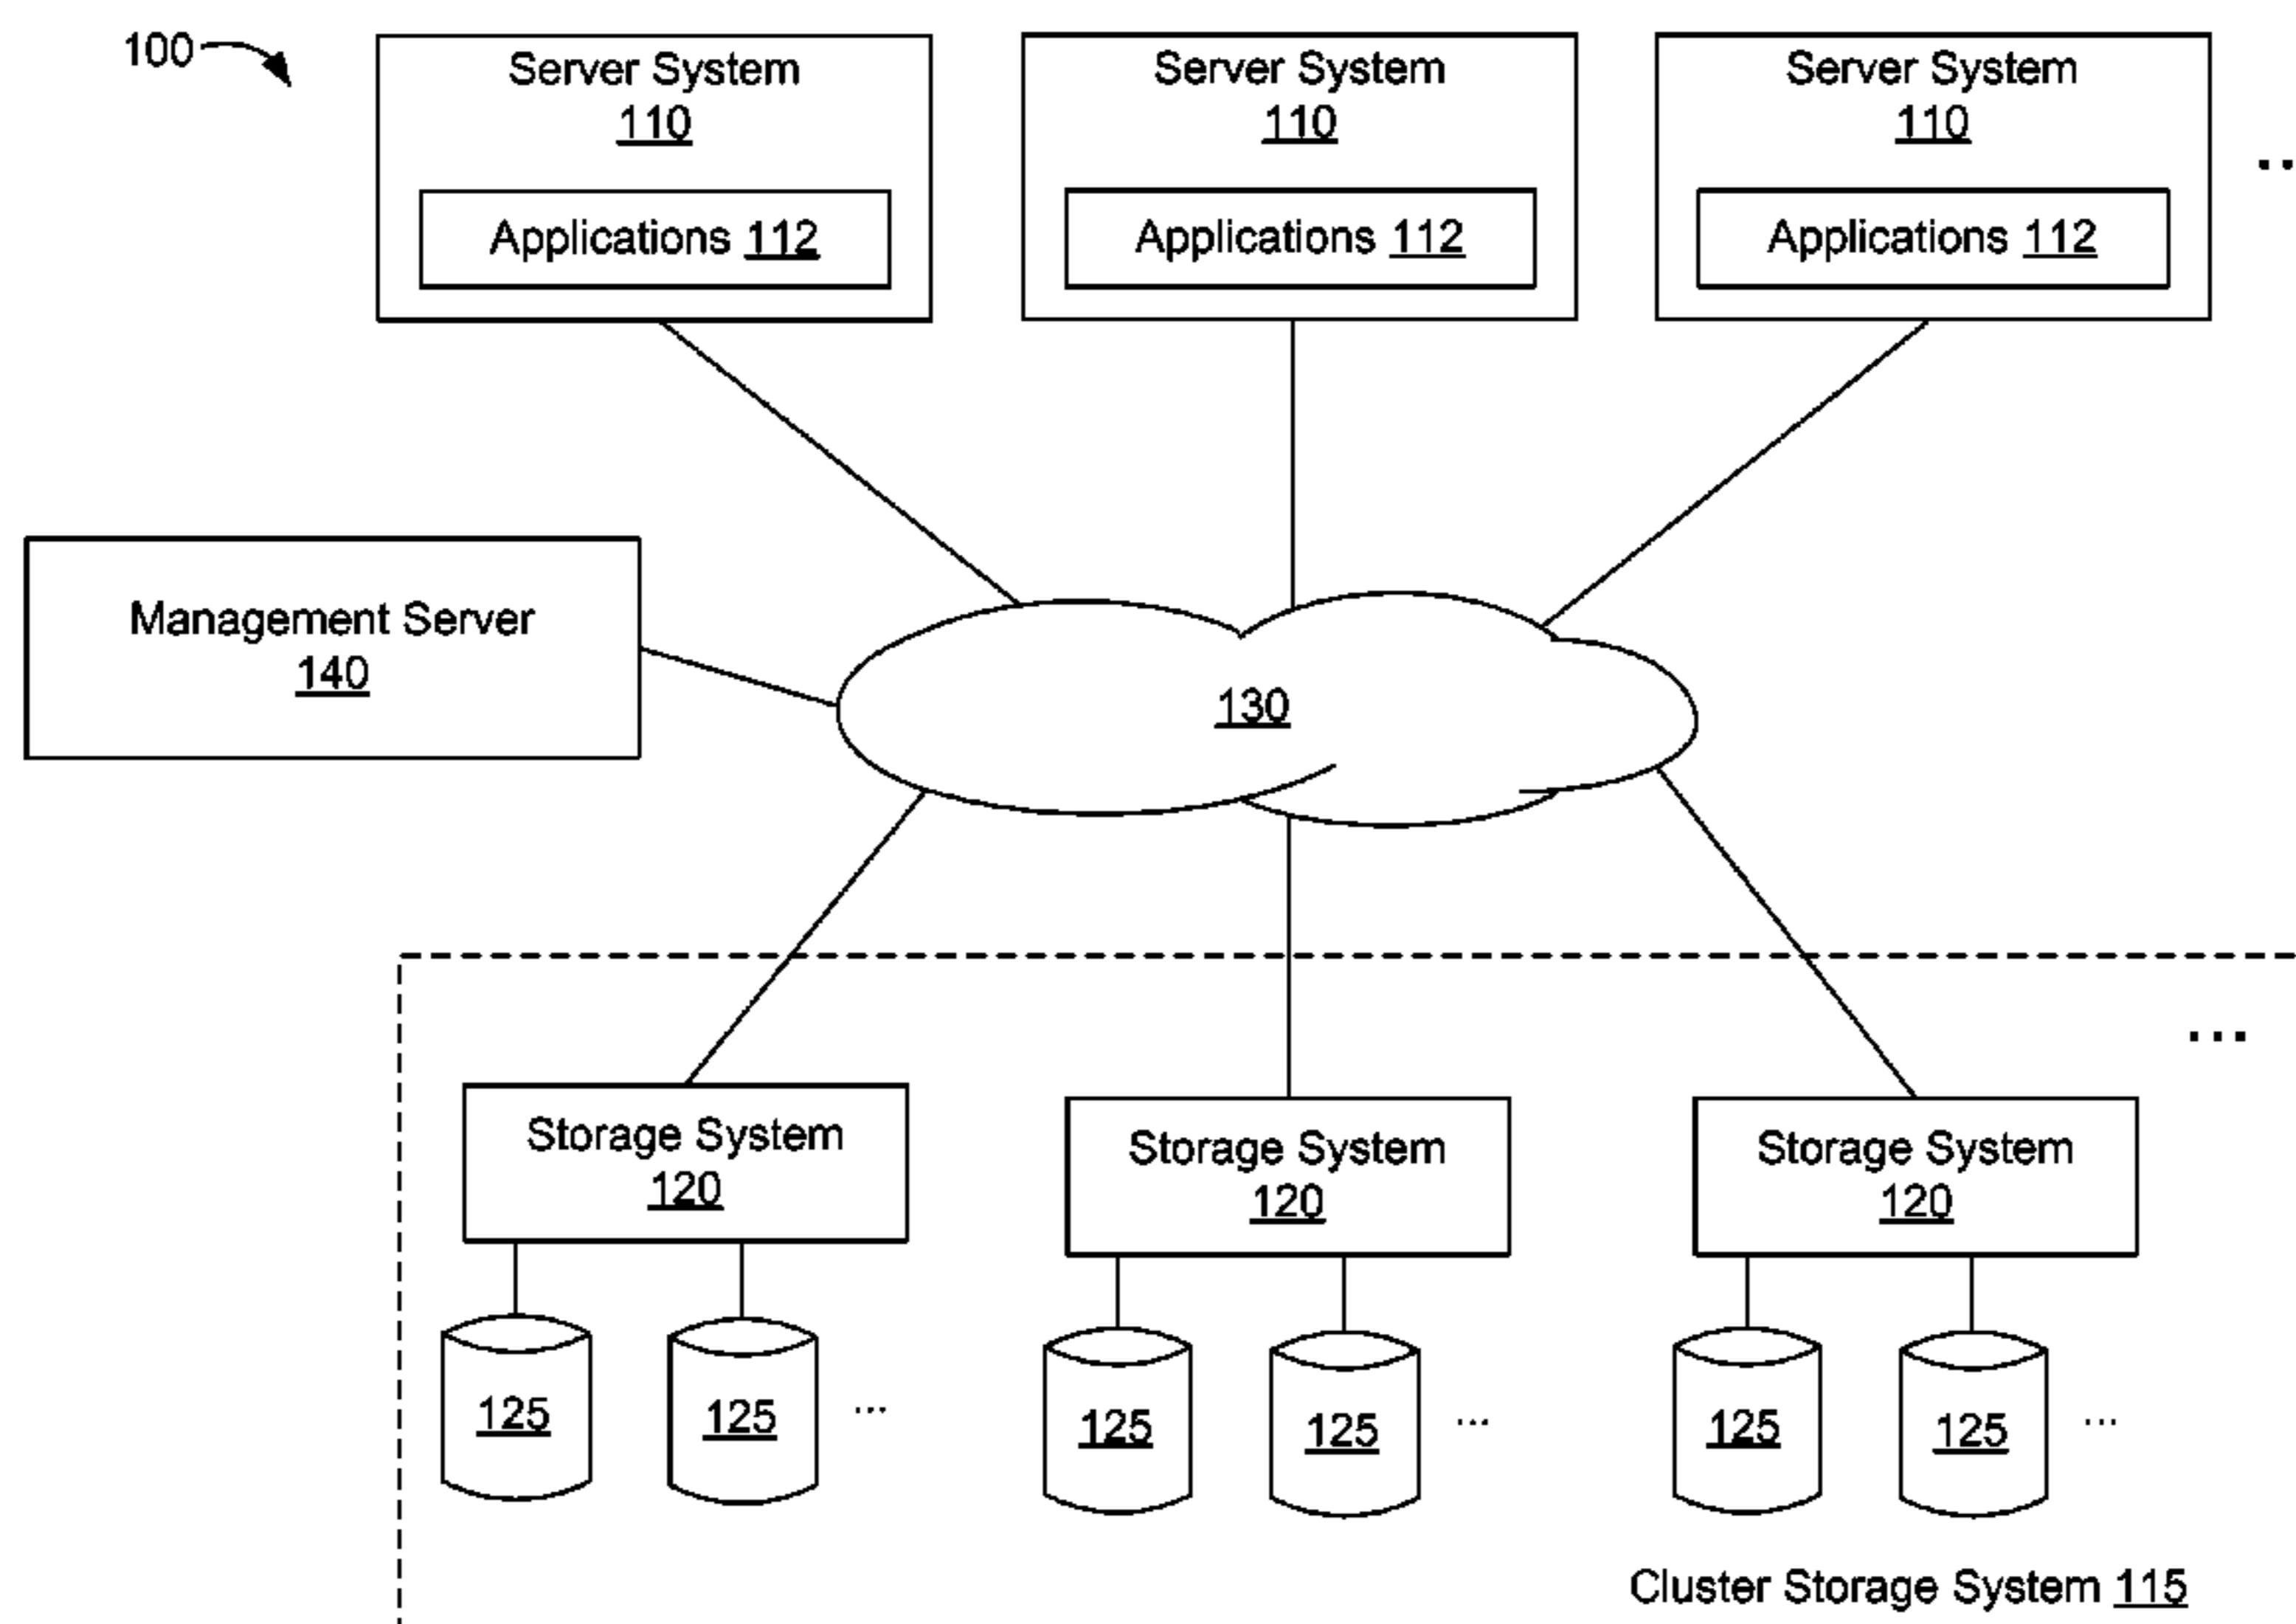 100
Server System
110
Applications 112
Server System
110
Applications 112
Server System
110
Applications 112
..
Management Server
140
130
...
Storage System
120
125
125
...
Storage System
120
125
125
...
Storage System
120
125
125
...
Cluster Storage System 115